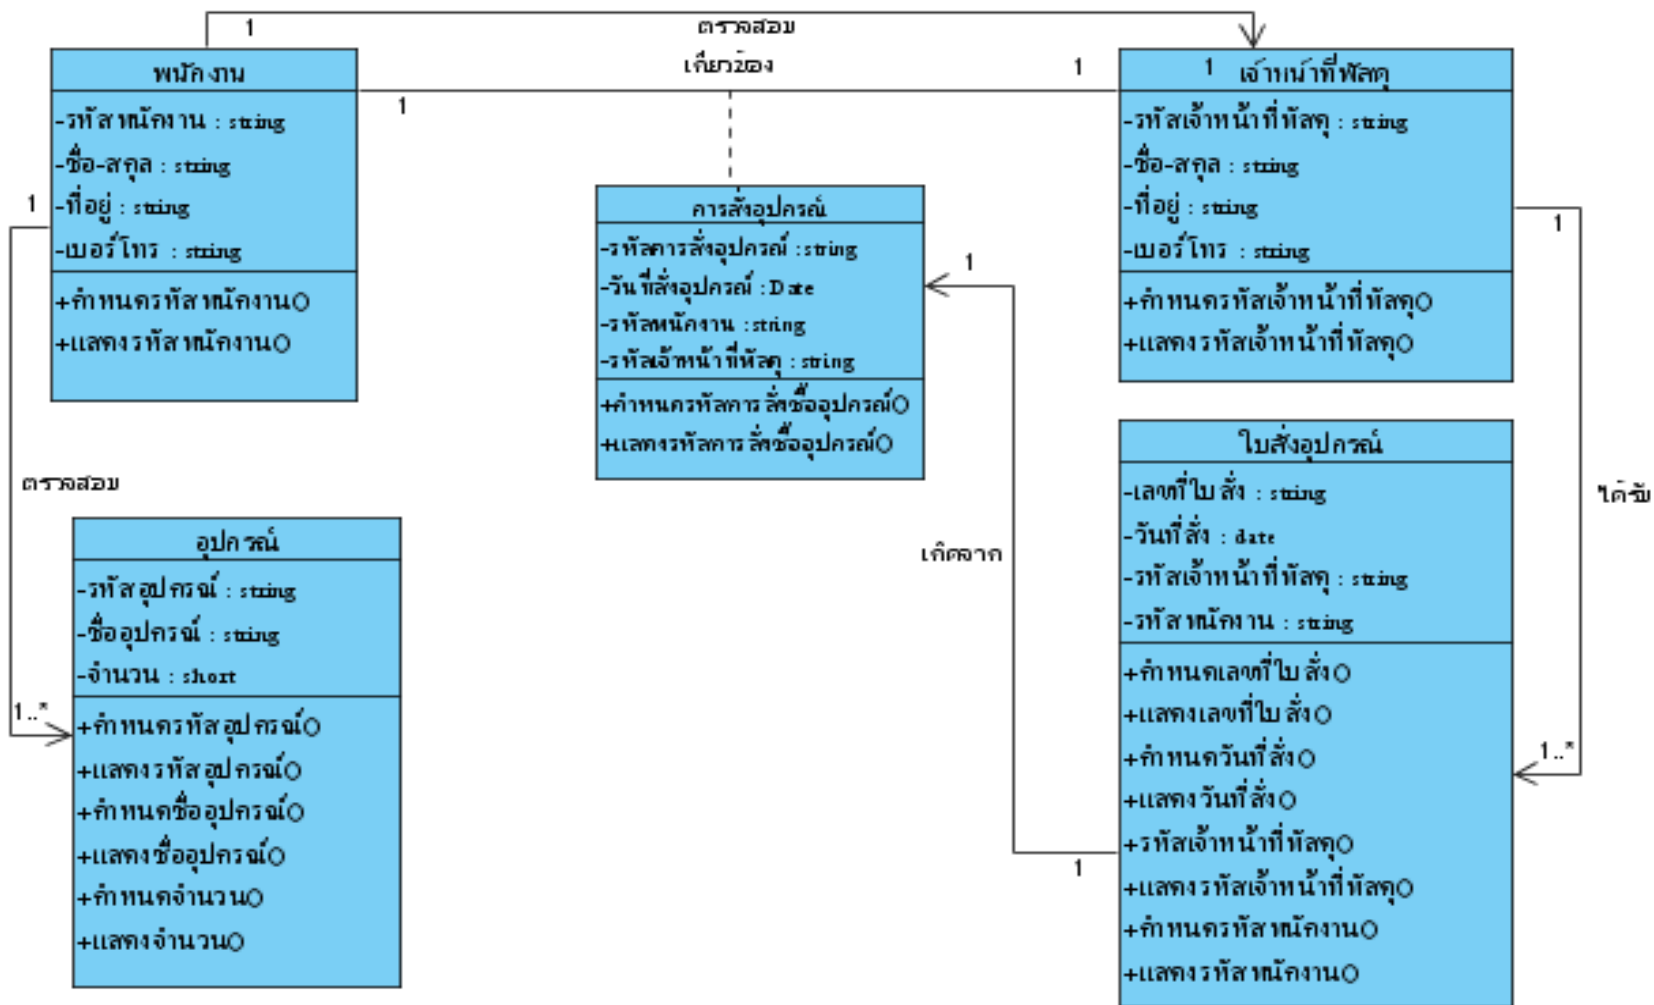 1
ตรวจสอบ
เกี่ยวข้อง
1
1
1
พนักงาน
-รหัสพนักงาน : string
-ชื่อ-สกุล : string
-ที่อยู่ : string
-เบอร์โทร : string
+กำหนดรหัสพนักงาน()
+แสดงรหัสพนักงาน()
เจ้าหน้าที่พัสดุ
-รหัสเจ้าหน้าที่พัสดุ : string
-ชื่อ-สกุล : string
-ที่อยู่ : string
-เบอร์โทร : string
+กำหนดรหัสเจ้าหน้าที่พัสดุ()
+แสดงรหัสเจ้าหน้าที่พัสดุ()
การสั่งอุปกรณ์
-รหัสการสั่งอุปกรณ์ :string
-วันที่สั่งอุปกรณ์ :Date
-รหัสพนักงาน :string
-รหัสเจ้าหน้าที่พัสดุ : string
+กำหนดรหัสการสั่งซื้ออุปกรณ์()
+แสดงรหัสการสั่งซื้ออุปกรณ์()
1
1
1
ตรวจสอบ
เกิดจาก
ได้รับ
1..*
1..*
1
อุปกรณ์
-รหัสอุปกรณ์ : string
-ชื่ออุปกรณ์ : string
-จำนวน : short
+กำหนดรหัสอุปกรณ์()
+แสดงรหัสอุปกรณ์()
+กำหนดชื่ออุปกรณ์()
+แสดงชื่ออุปกรณ์()
+กำหนดจำนวน()
+แสดงจำนวน()
ใบสั่งอุปกรณ์
-เลขที่ใบสั่ง : string
-วันที่สั่ง : date
-รหัสเจ้าหน้าที่พัสดุ : string
-รหัสพนักงาน : string
+กำหนดเลขที่ใบสั่ง()
+แสดงเลขที่ใบสั่ง()
+กำหนดวันที่สั่ง()
+แสดงวันที่สั่ง()
+รหัสเจ้าหน้าที่พัสดุ()
+แสดงรหัสเจ้าหน้าที่พัสดุ()
+กำหนดรหัสพนักงาน()
+แสดงรหัสพนักงาน()